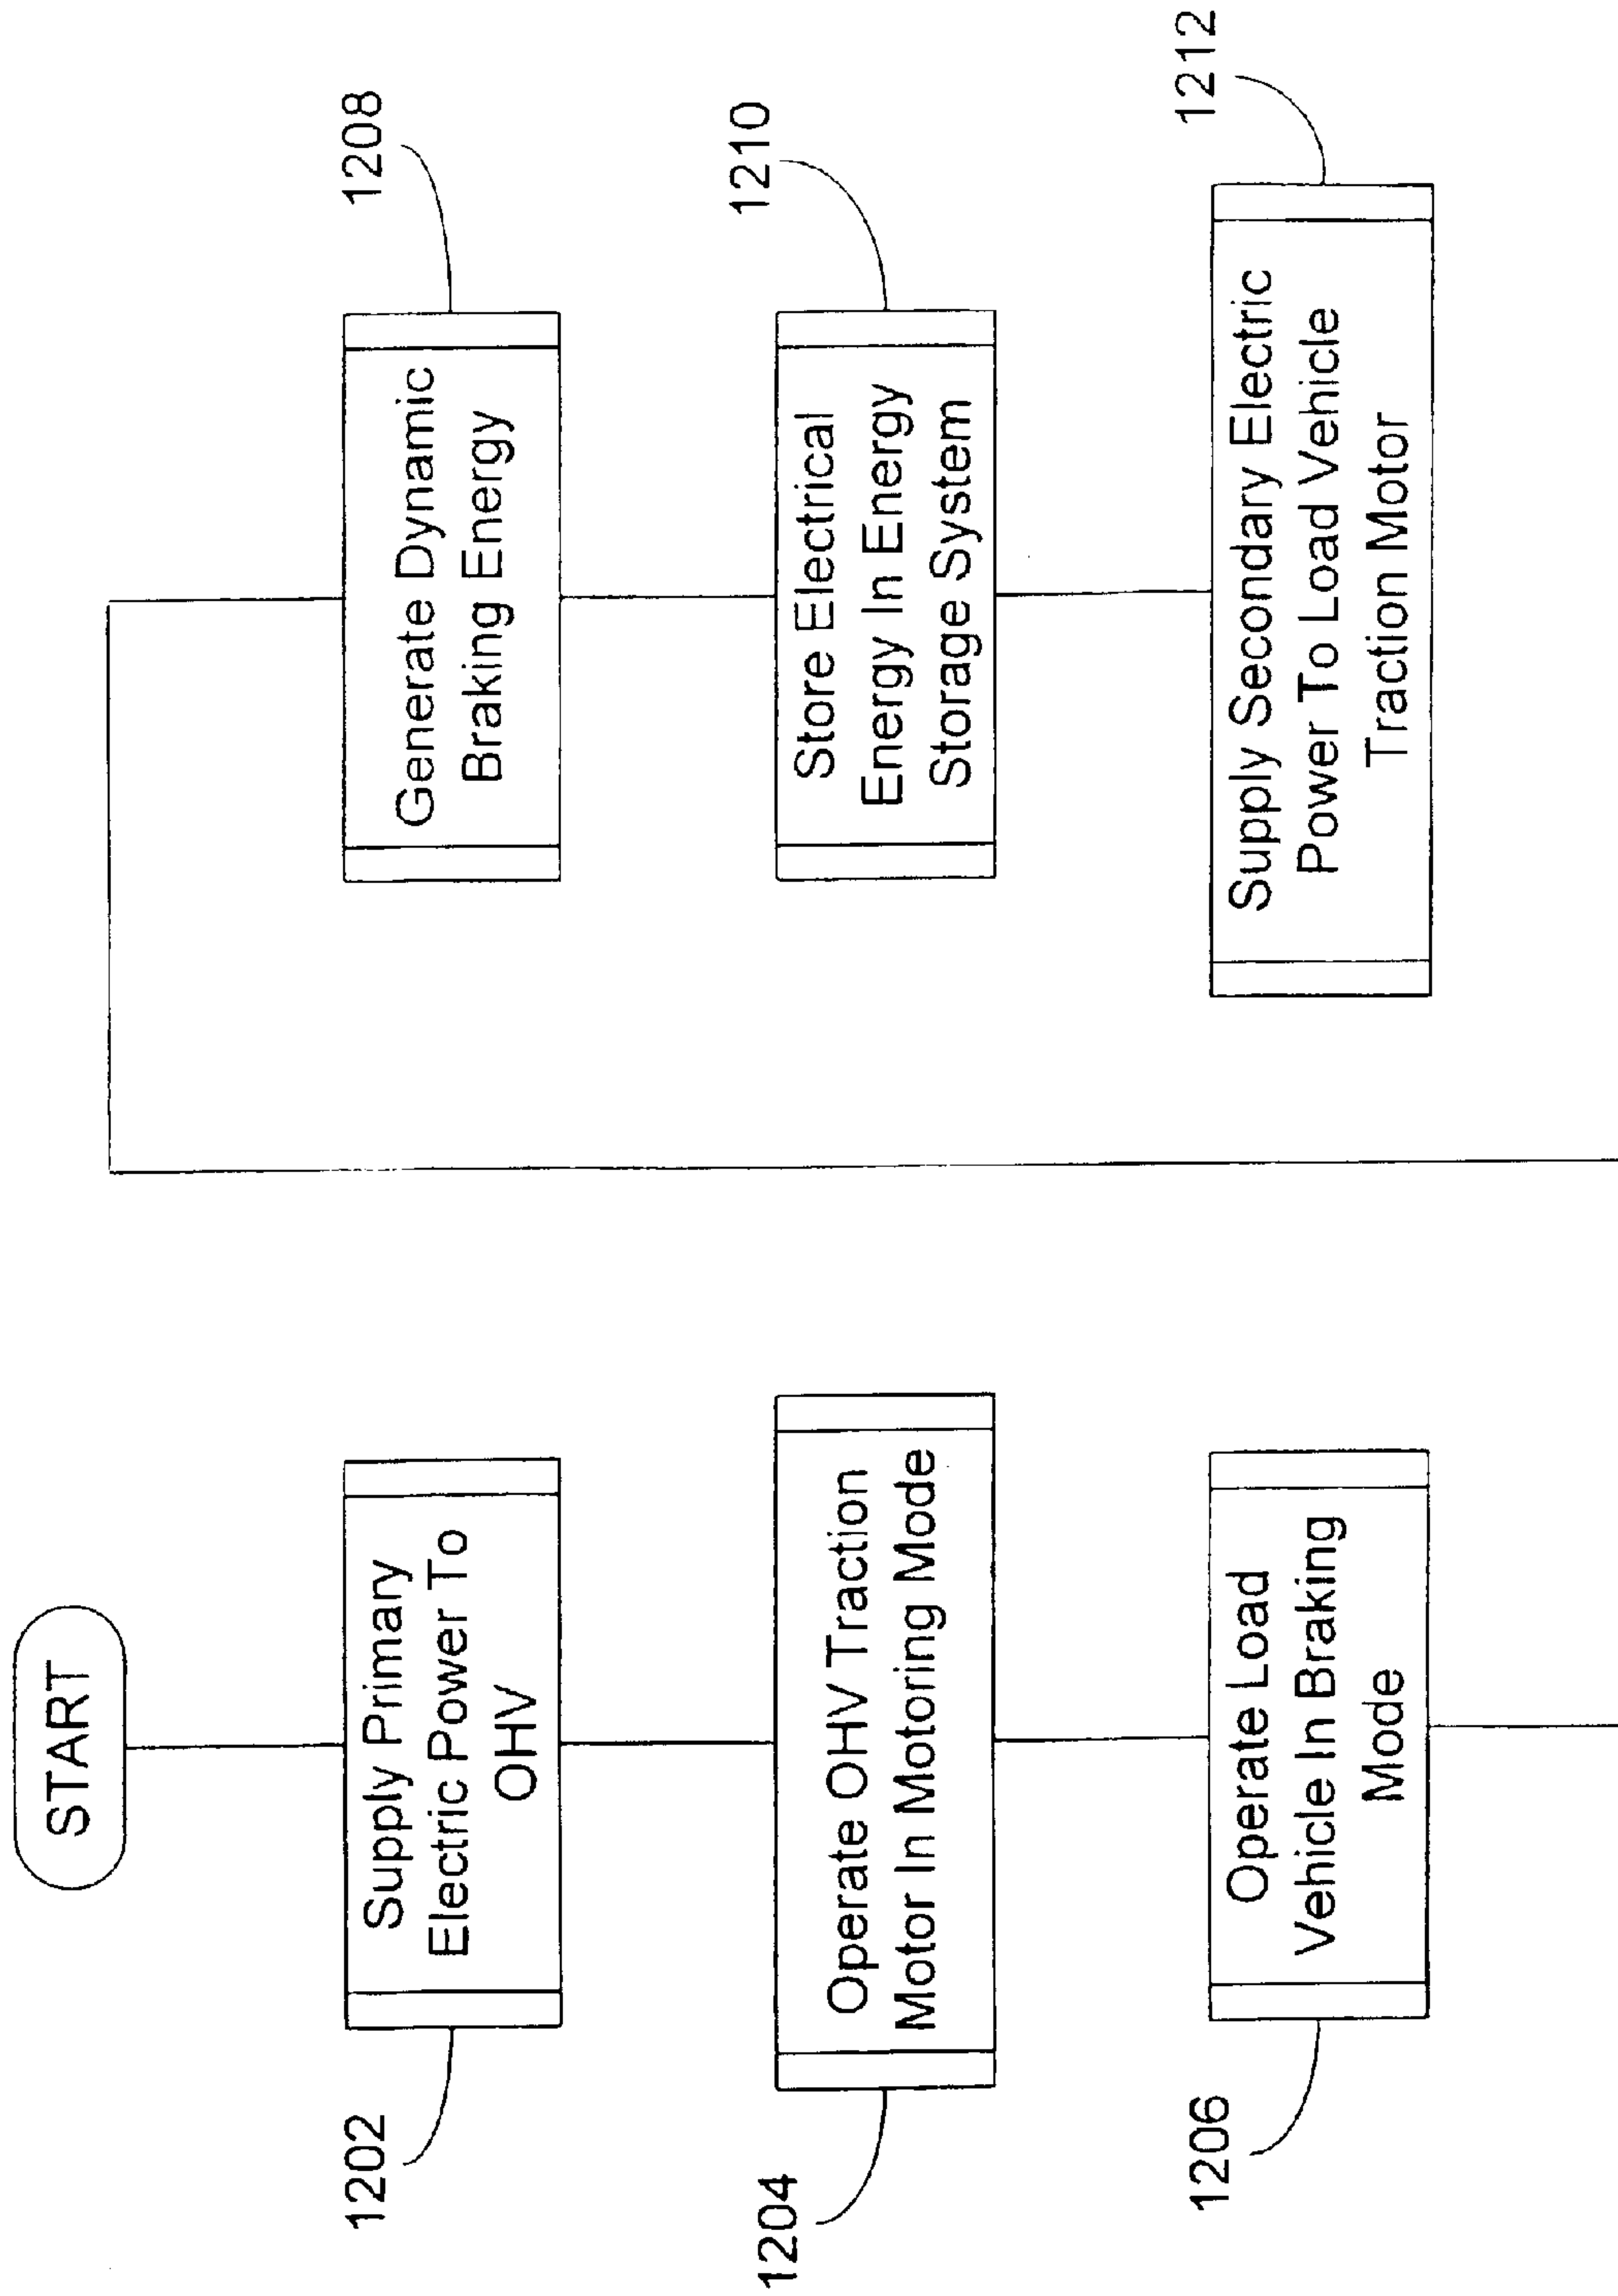 START
1202
Supply Primary
Electric Power To
OHV
1204
Operate OHV Traction
Motor In Motoring Mode
1206
Operate Load
Vehicle In Braking
Mode
1208
Generate Dynamic
Braking Energy
1210
Store Electrical
Energy In Energy
Storage System
1212
Supply Secondary Electric
Power To Load Vehicle
Traction Motor